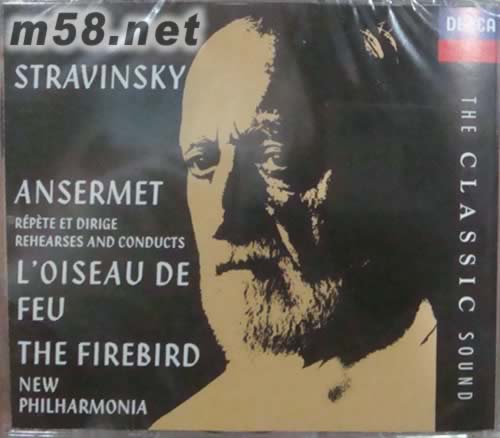 m58.net
DECCA
STRAVINSKY
ANSERMET
RÉPÈTE ET DIRIGE
REHEARSES AND CONDUCTS
L'OISEAU DE
FEU
THE FIREBIRD
NEW
PHILHARMONIA
THE CLASSIC SOUND